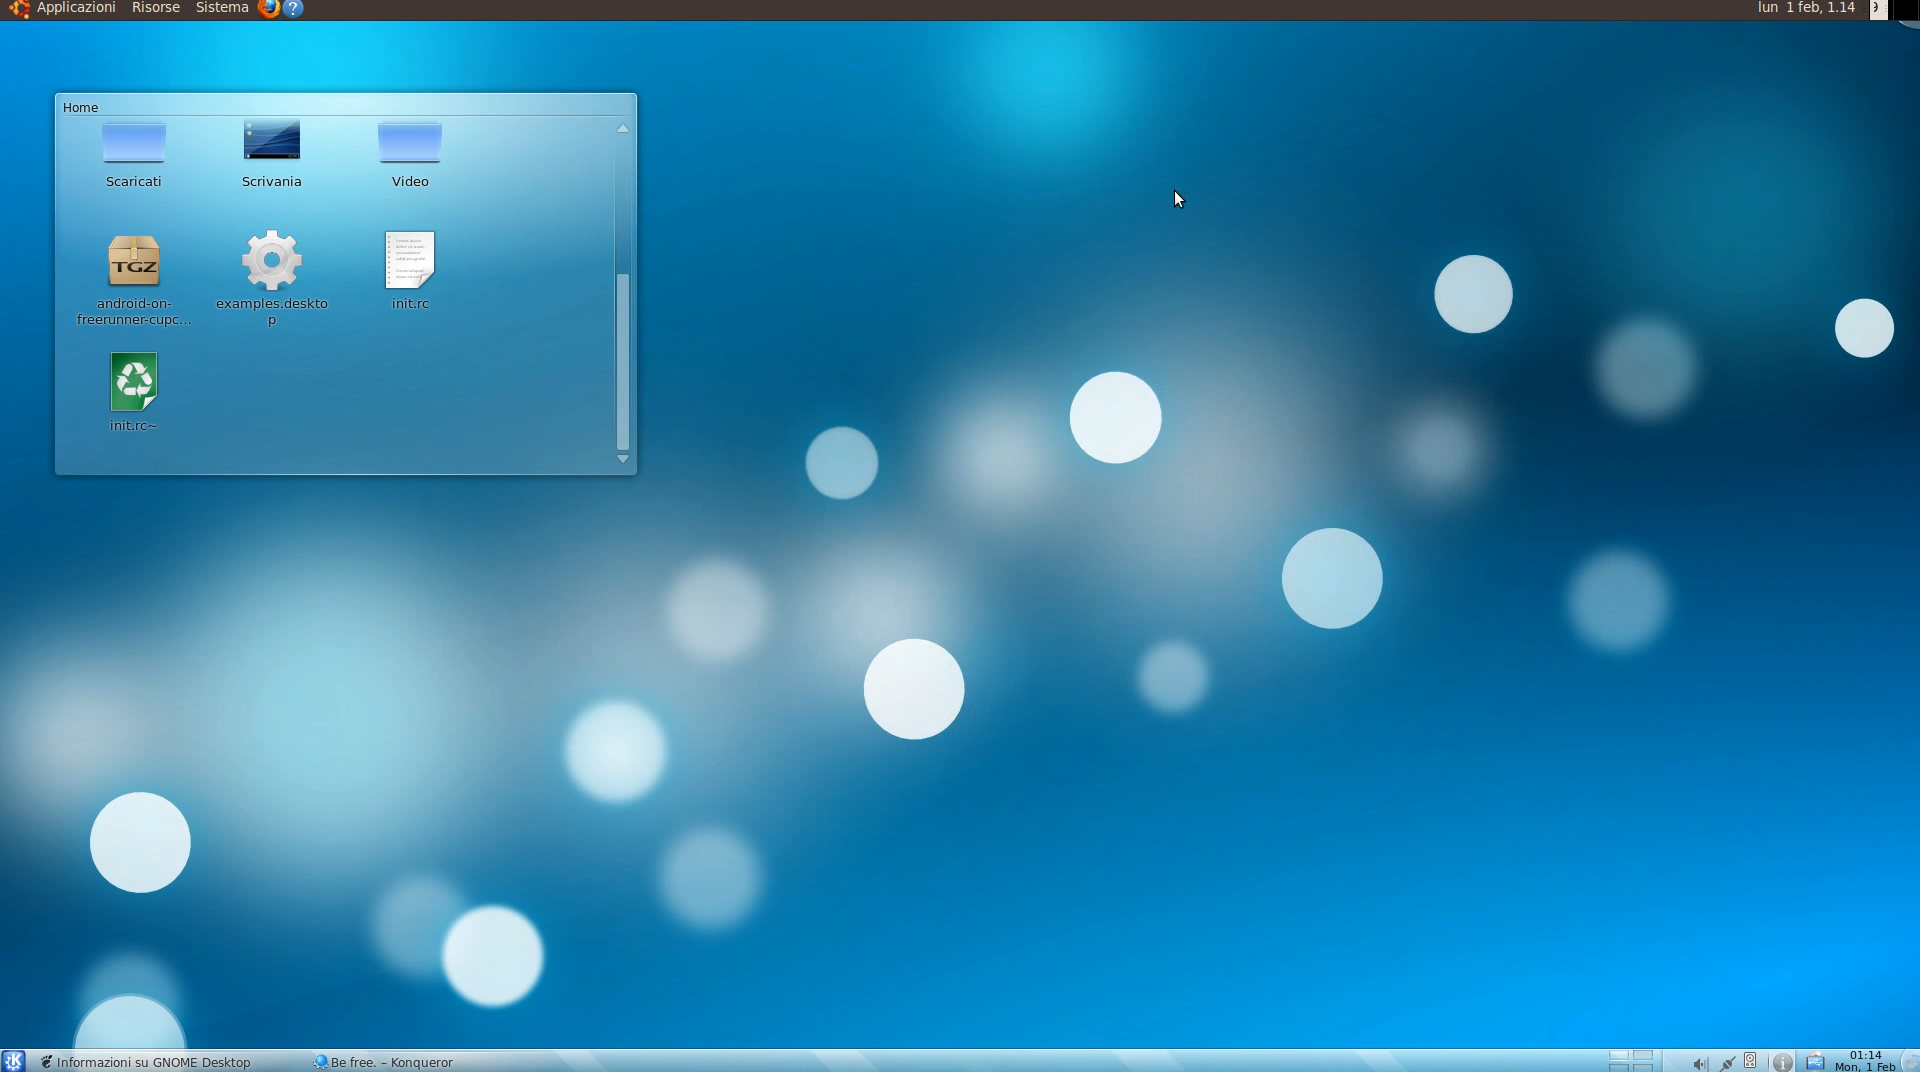 Applicazioni Risorse Sistema
lun 1 feb, 1.14
Home
Scaricati
Scrivania
Video
TGZ
android-on-
freerunner-cupc...
examples.deskto
p
init.rc
init.rc~
Informazioni su GNOME Desktop
Be free. – Konqueror
01:14
Mon, 1 Feb